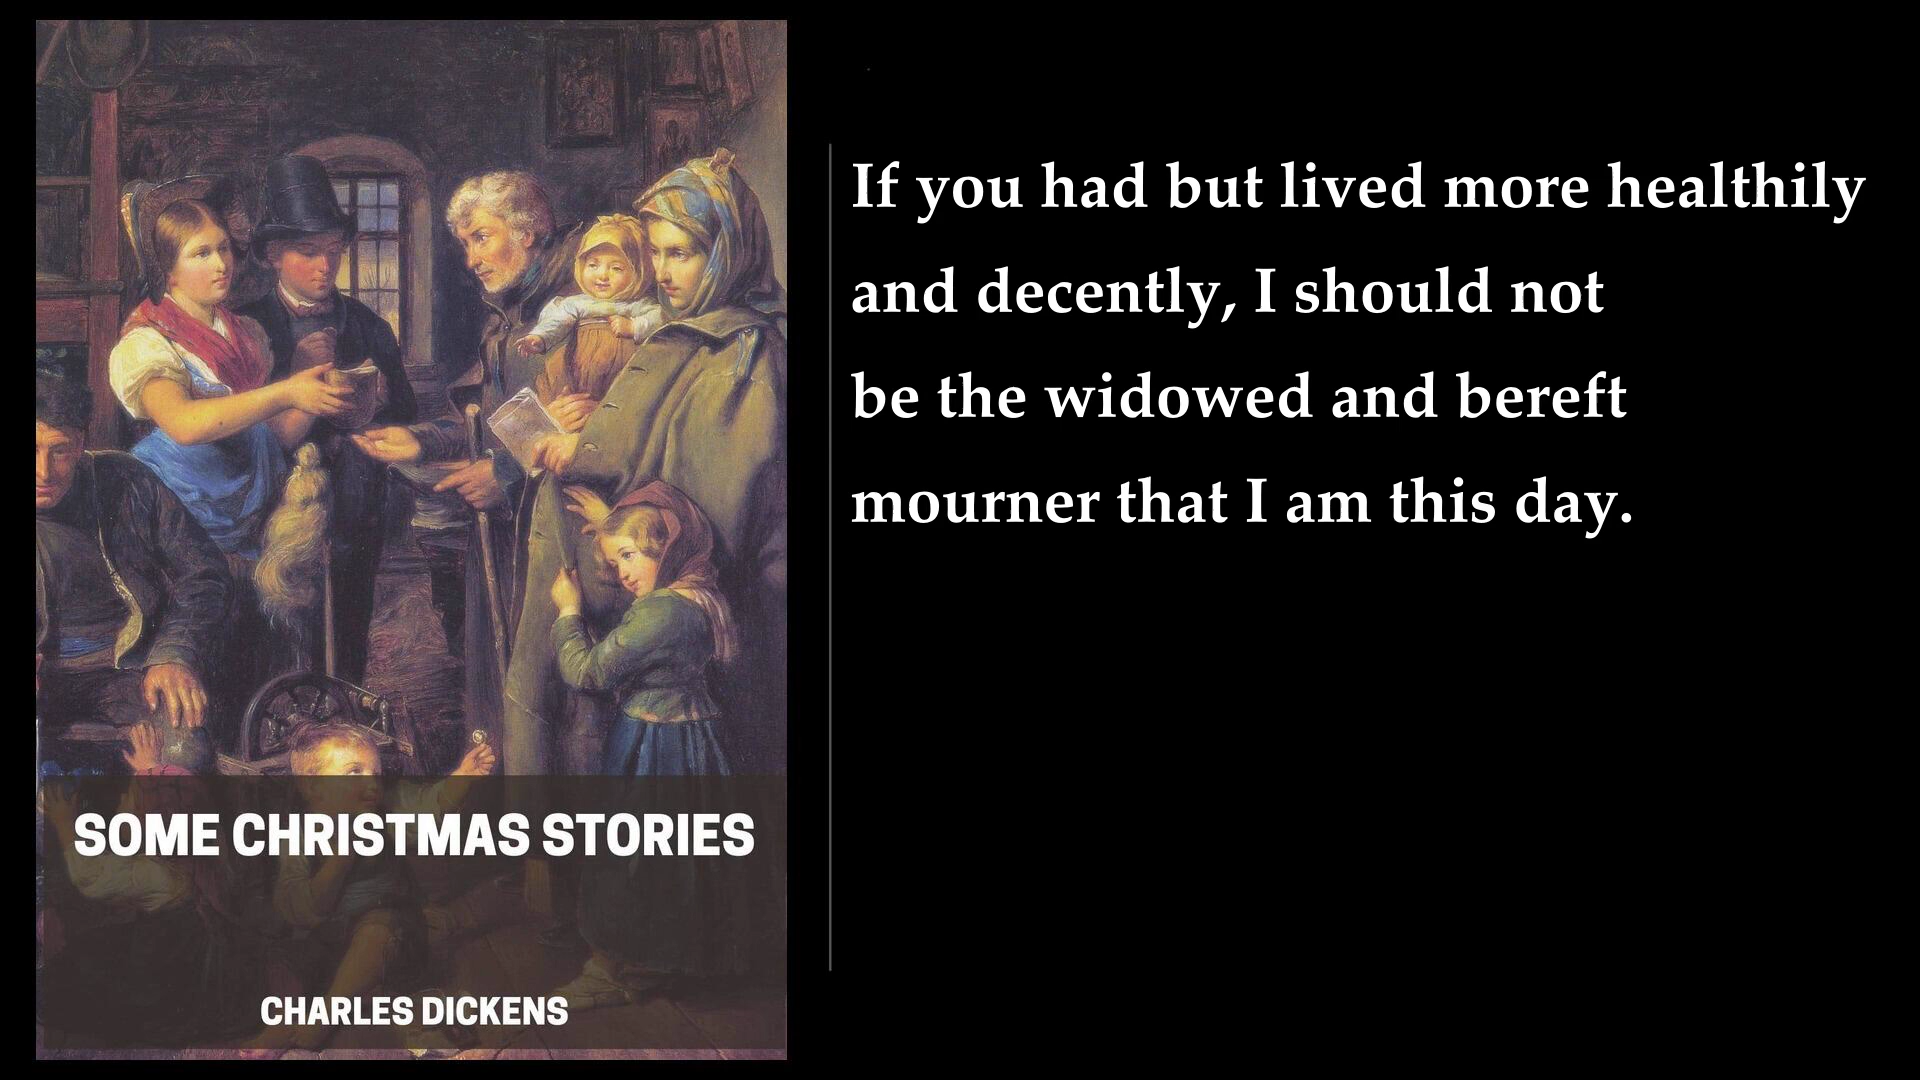 SOME CHRISTMAS STORIES
CHARLES DICKENS
If you had but lived more healthily
and decently, I should not
be the widowed and bereft
mourner that I am this day.